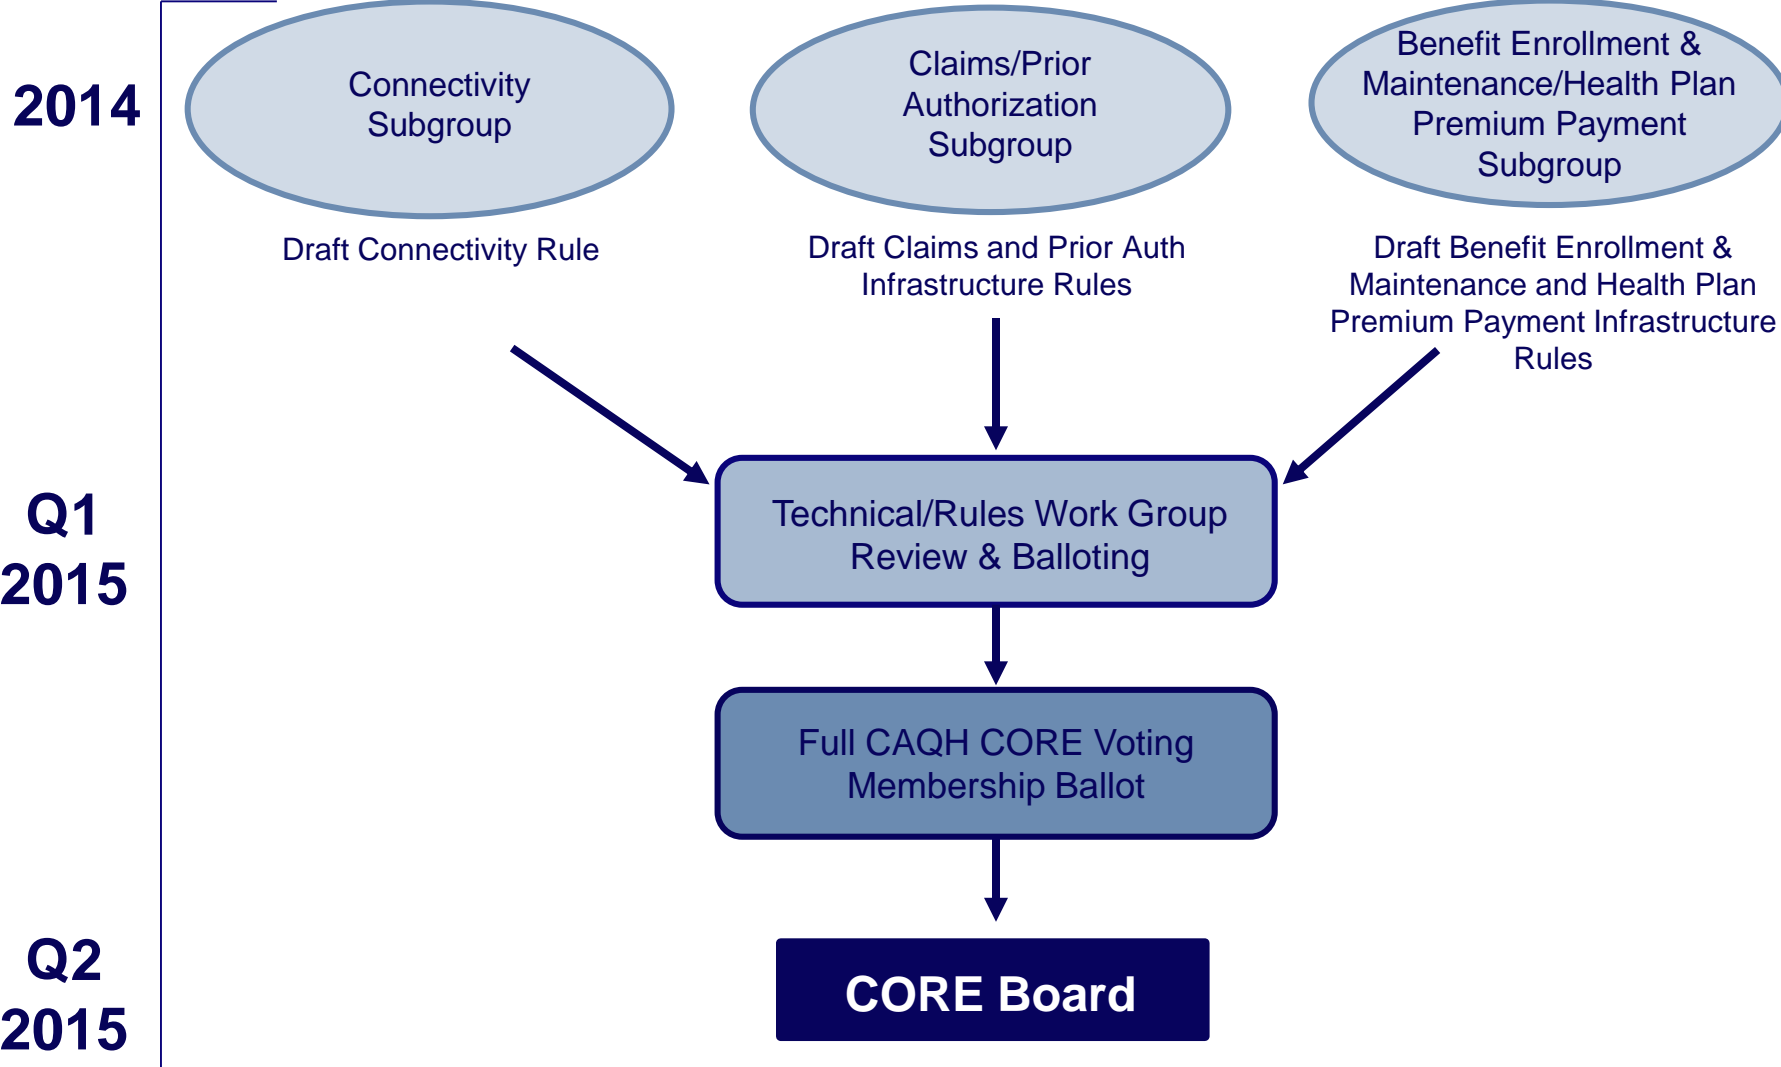 2014
Connectivity
Subgroup
Claims/Prior
Authorization
Subgroup
Benefit Enrollment &
Maintenance/Health Plan
Premium Payment
Subgroup
Draft Connectivity Rule
Draft Claims and Prior Auth
Infrastructure Rules
Draft Benefit Enrollment &
Maintenance and Health Plan
Premium Payment Infrastructure
Rules
Q1
2015
Technical/Rules Work Group
Review & Balloting
Full CAQH CORE Voting
Membership Ballot
Q2
2015
CORE Board